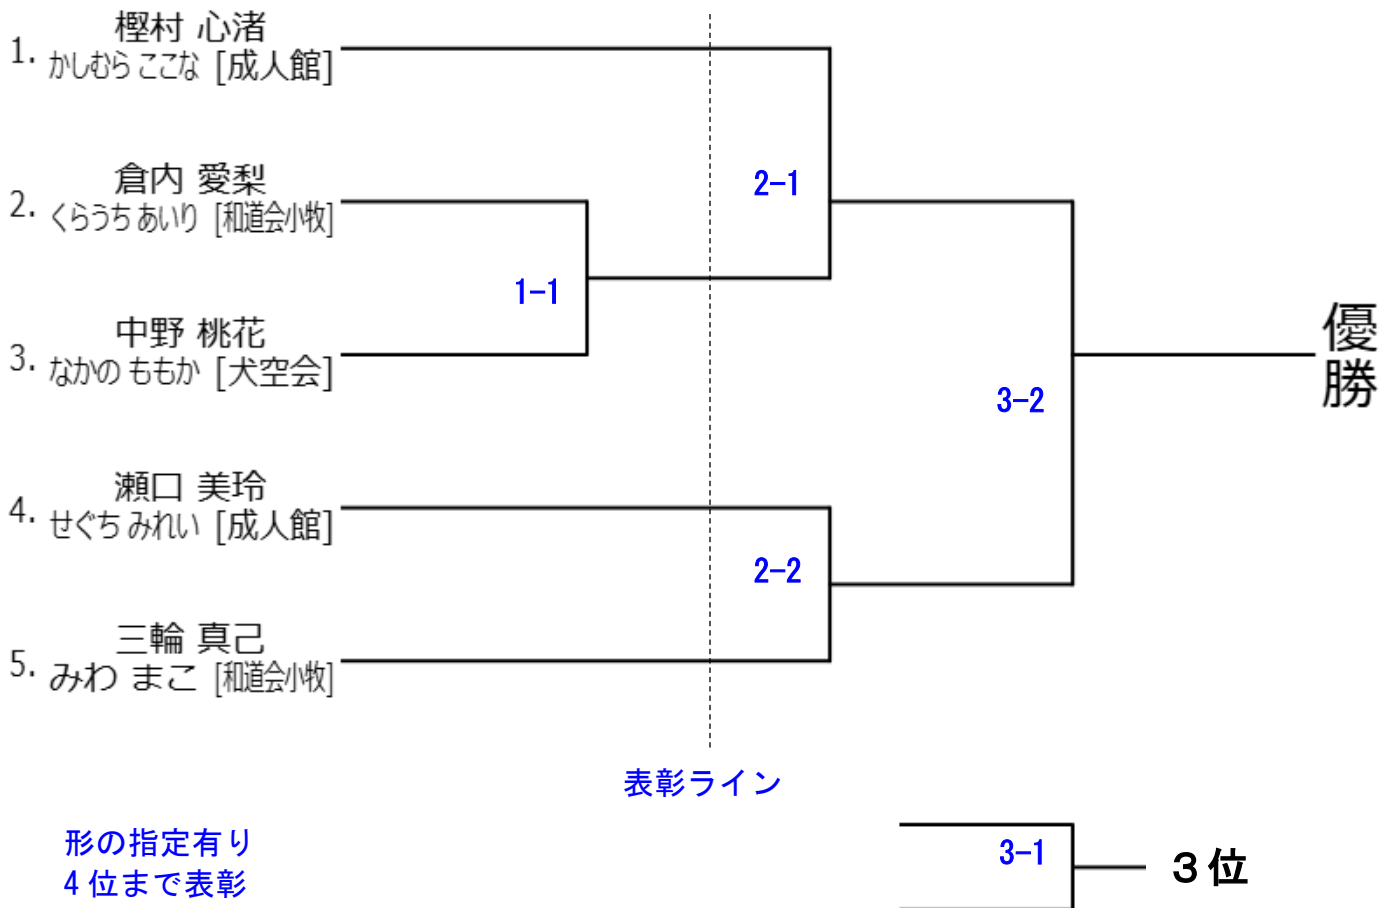 樫村 心渚
1. かしむら ここな [成人館]
2-1
倉内 愛梨
2. くらうち あいり [和道会小牧]
1-1
中野 桃花
3. なかの ももか [犬空会]
優勝
3-2
瀬口 美玲
4. せぐち みれい [成人館]
2-2
三輪 真己
5. みわ まこ [和道会小牧]
表彰ライン
形の指定有り
4位まで表彰
3-1
３位